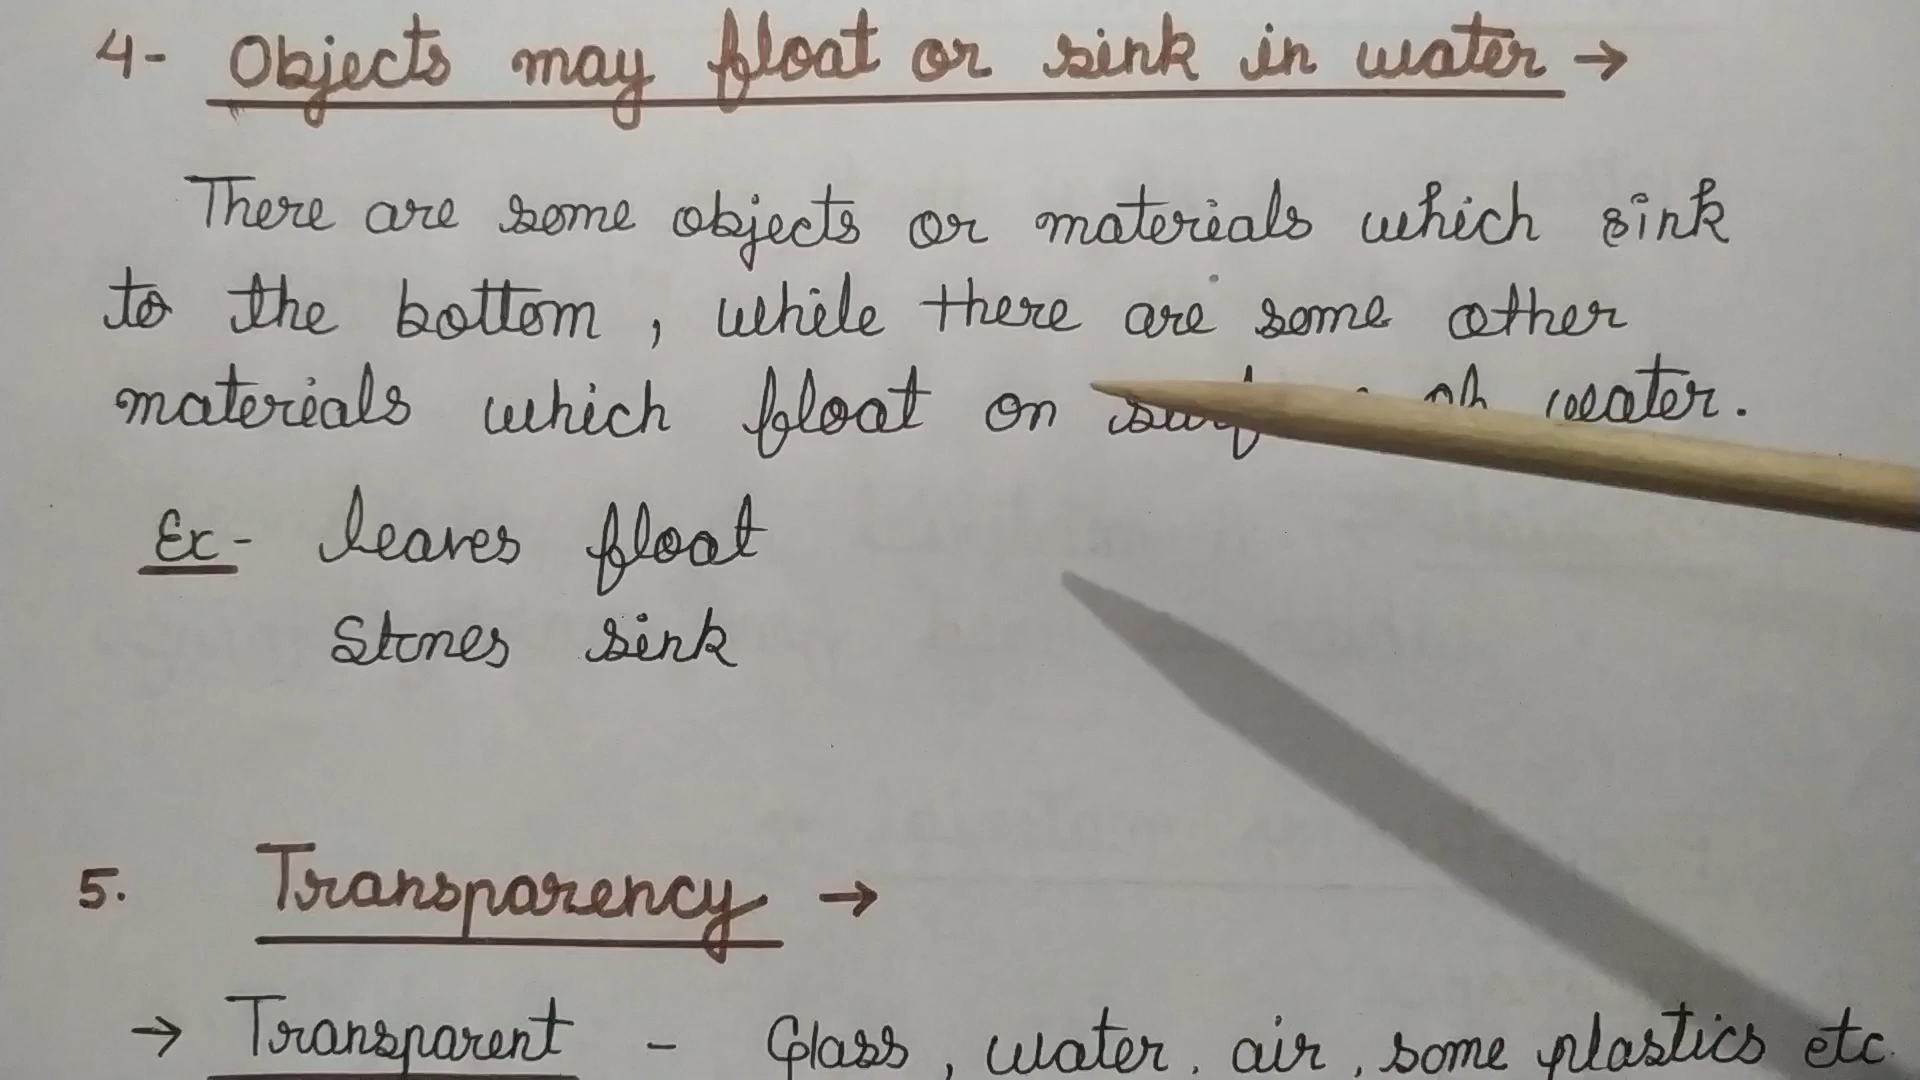 4- Objects may float or sink in water →
There are some objects or materials which sink
to the bottom, while there are some other
materials which float on of water.
Ex- leaves float
Stones sink
5. Transparency →
→ Transparent - Glass, water, air, some plastics etc.